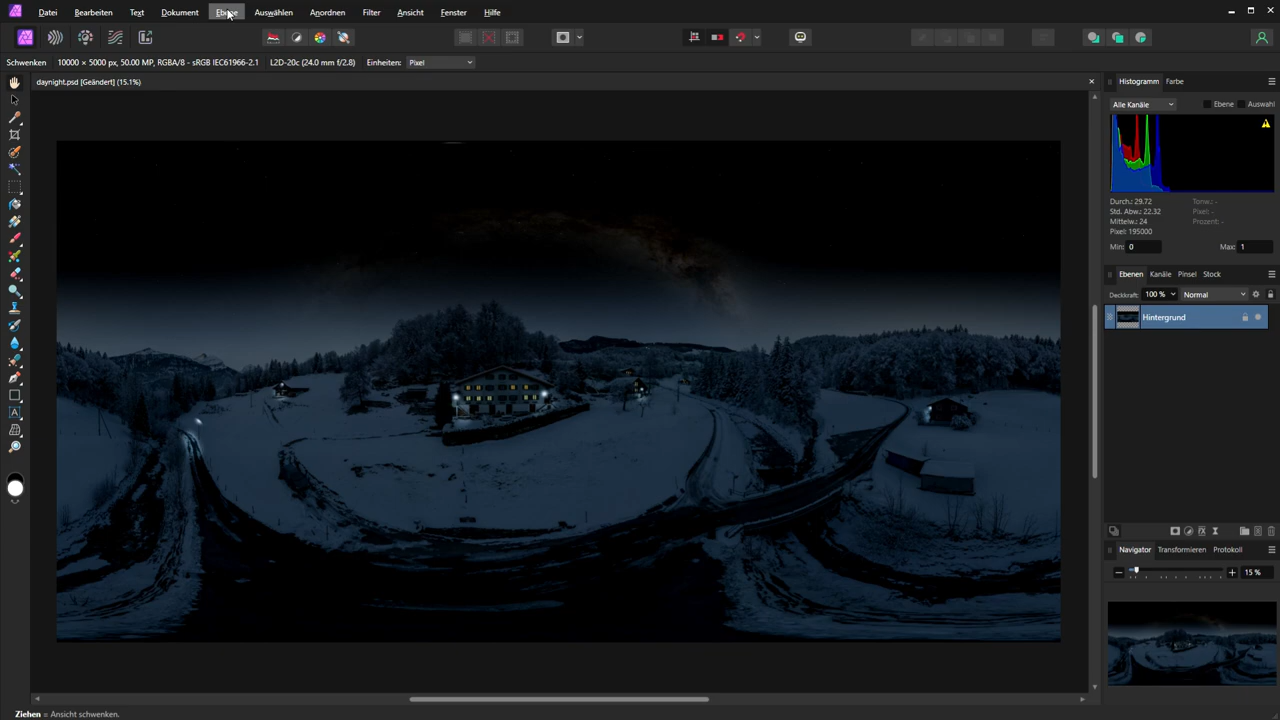 Datei Bearbeiten Text Dokument Ebene Auswählen Anordnen Filter Ansicht Fenster Hilfe
Schwenken 10000 × 5000 px, 50.00 MP, RGBA/8 - sRGB IEC61966-2.1 L2D-20c (24.0 mm f/2.8) Einheiten: Pixel
daynight.psd [Geändert] (15.1%)
Histogramm Farbe
Alle Kanäle Ebene Auswahl
Durch.: 29.72 Tonw.: -
Std. Abw.: 22.32 Pixel: -
Mittelw.: 24 Prozent: -
Pixel: 195000
Min: 0 Max: 1
Ebenen Kanäle Pinsel Stock
Deckkraft: 100 % Normal
Hintergrund
Navigator Transformieren Protokoll
15 %
Ziehen = Ansicht schwenken.